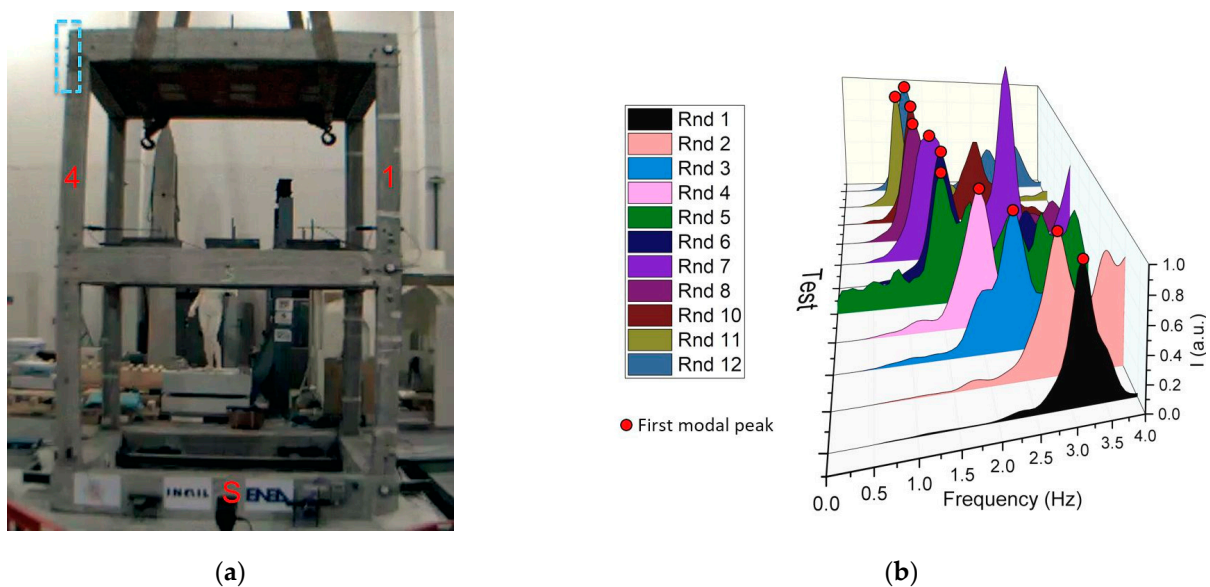 4
1
S
INGIL
S ENEA
Rnd 1
Rnd 2
Rnd 3
Rnd 4
Rnd 5
Rnd 6
Rnd 7
Rnd 8
Rnd 10
Rnd 11
Rnd 12
First modal peak
Test
0.0
0.5
1.0
1.5
2.0
2.5
3.0
3.5
4.0
Frequency (Hz)
1.0
0.8
0.6
0.4
0.2
0.0
I (a.u.)
(a)
(b)